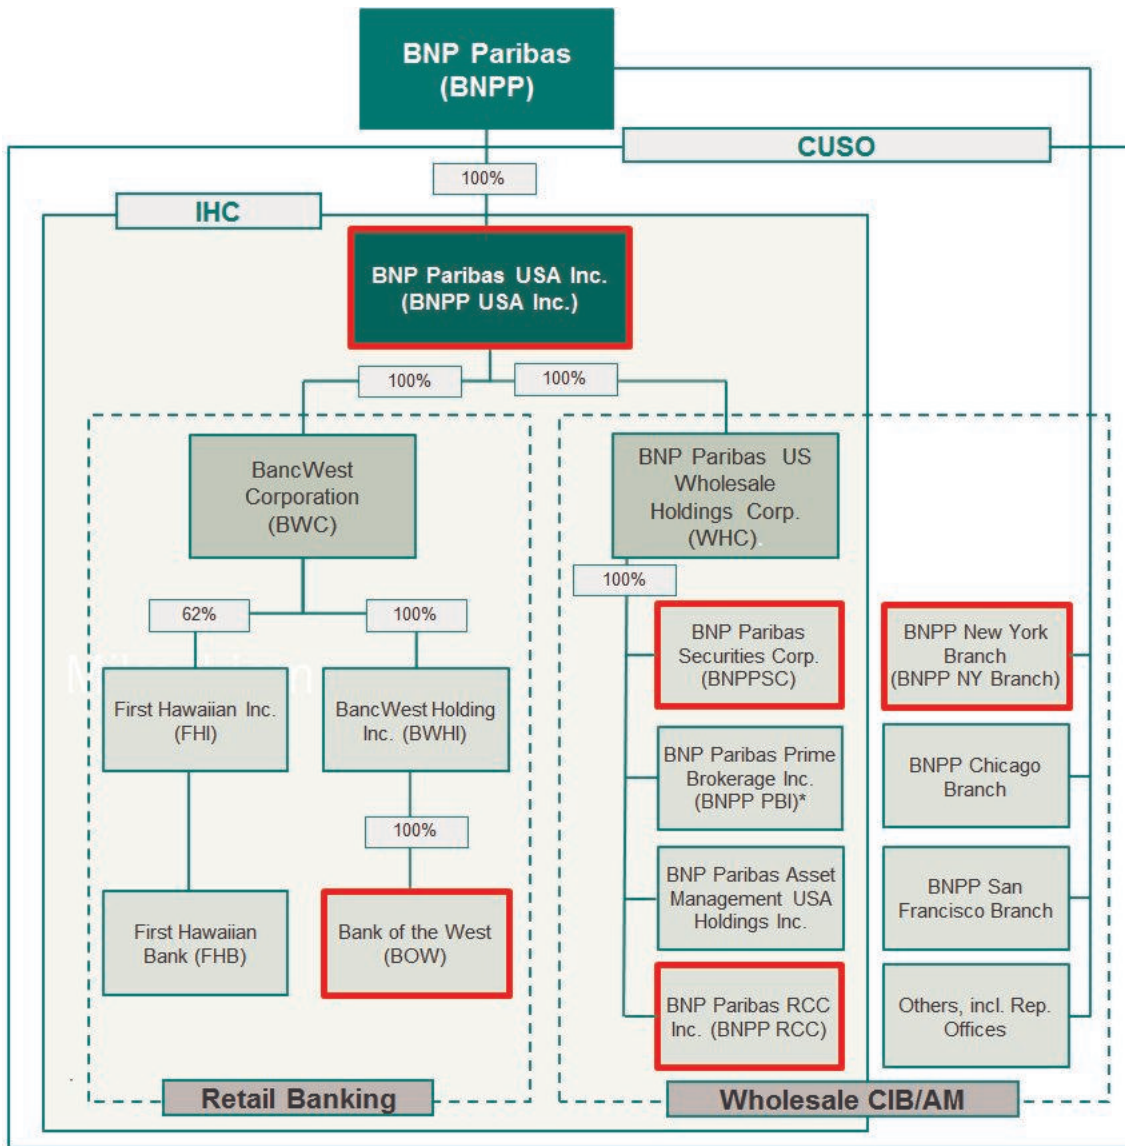 BNP Paribas
(BNPP)
CUSO
100%
IHC
BNP Paribas USA Inc.
(BNPP USA Inc.)
100%
100%
BancWest
Corporation
(BWC)
BNP Paribas US
Wholesale
Holdings Corp.
(WHC).
100%
62%
100%
BNP Paribas
Securities Corp.
(BNPPSC)
BNPP New York
Branch
(BNPP NY Branch)
First Hawaiian Inc.
(FHI)
BancWest Holding
Inc. (BWHI)
BNP Paribas Prime
Brokerage Inc.
(BNPP PBI)*
BNPP Chicago
Branch
100%
BNP Paribas Asset
Management USA
Holdings Inc.
BNPP San
Francisco Branch
First Hawaiian
Bank (FHB)
Bank of the West
(BOW)
BNP Paribas RCC
Inc. (BNPP RCC)
Others, incl. Rep.
Offices
Retail Banking
Wholesale CIB/AM